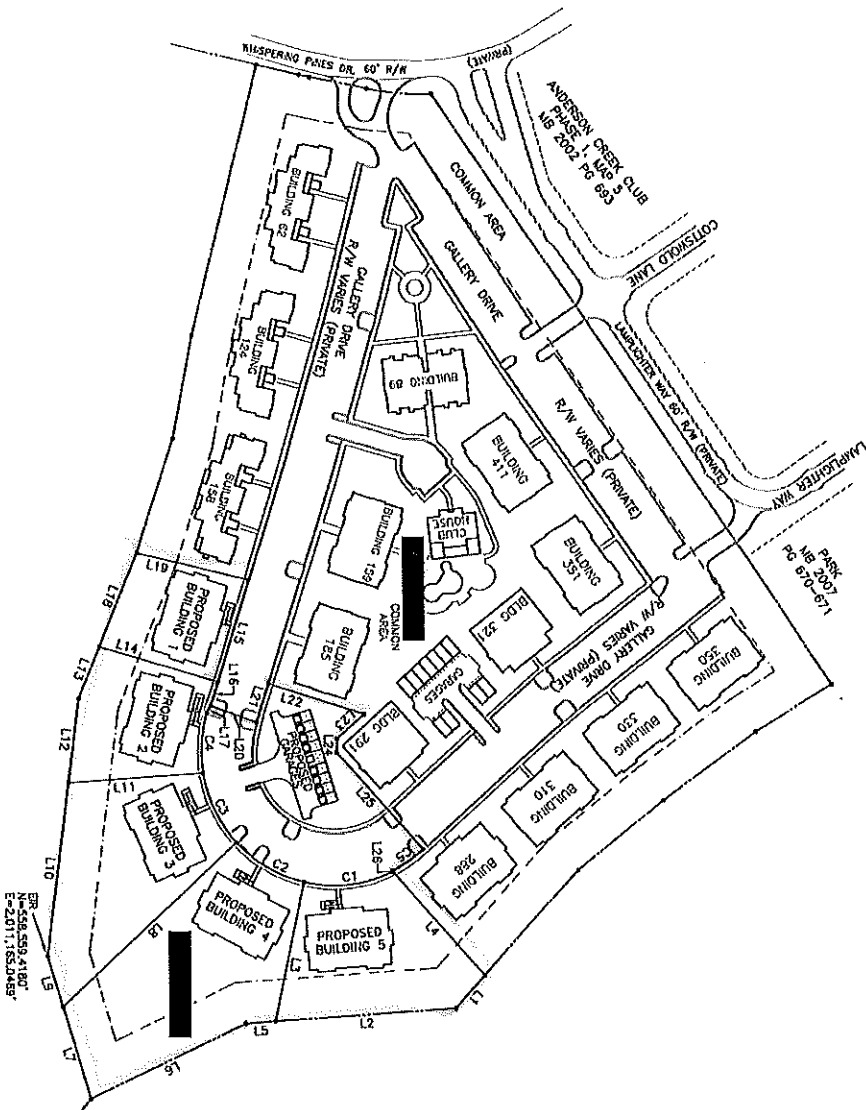 WHISPERING PINES DR. 60' R/W
(PRIVATE)
ANDERSON CREEK CLUB
PHASE 1, MAP 5
MB 2002 PG 693
COMMON AREA
GALLERY DRIVE
COTTSWOLD LANE
LAMPLIGHTER WAY 60' R/W (PRIVATE)
LAMPLIGHTER WAY
PARK
MB 2007
PG 670-671
R/W VARIES (PRIVATE)
BUILDING 62
GALLERY DRIVE
R/W VARIES (PRIVATE)
BUILDING
124
BUILDING
158
BUILDING 89
BUILDING
417
CLUB
HOUSE
BUILDING
351
BUILDING 159
COMMON
AREA
BUILDING
185
BLDG 321
GARAGES
BLDG 291
GALLERY DRIVE
R/W VARIES (PRIVATE)
BUILDING
350
BUILDING
330
BUILDING
310
BUILDING
288
L19
L18
PROPOSED
BUILDING 1
L15
L14
L16
L13
L17
L20
L21
L22
L23
L24
L25
L26
PROPOSED
GARAGES
PROPOSED
BUILDING 2
C4
L12
L11
C3
C2
C1
C5
PROPOSED
BUILDING 3
L10
L8
PROPOSED
BUILDING 4
PROPOSED
BUILDING 5
L4
L3
L1
L2
L5
L6
L7
L9
EIR
N=558,559.4180'
E=2,011,165.0489'